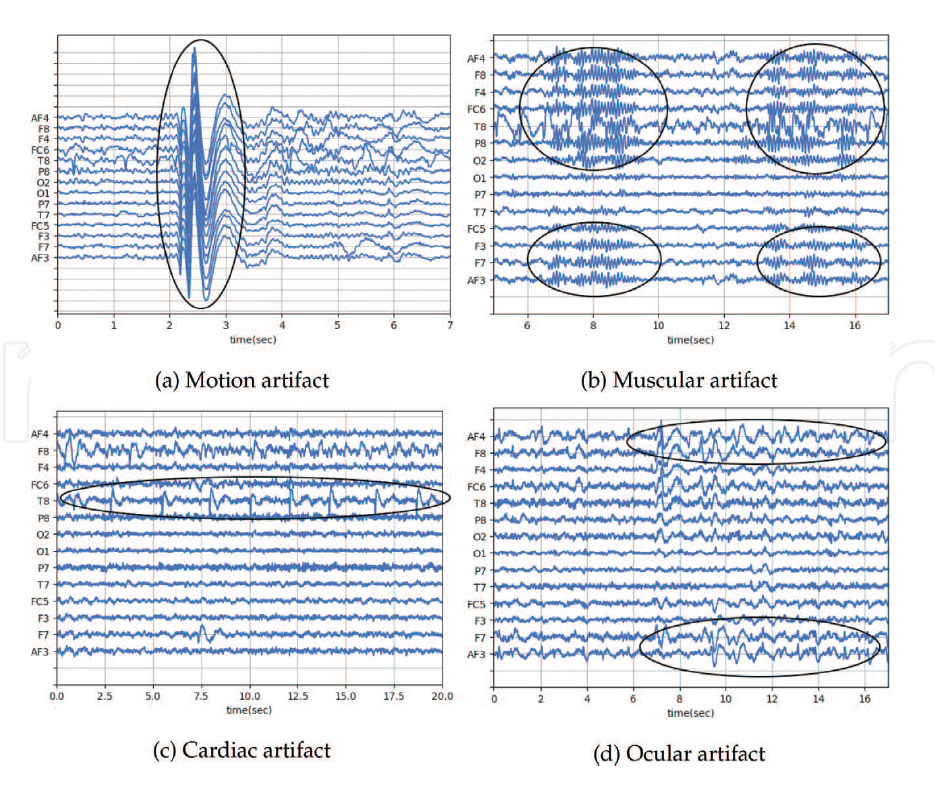 AF4
F8
F4
FC6
T8
P8
O2
O1
P7
T7
FC5
F3
F7
AF3
0 1 2 3 4 5 6 7
time(sec)
(a) Motion artifact
AF4
F8
F4
FC6
T8
P8
O2
O1
P7
T7
FC5
F3
F7
AF3
6 8 10 12 14 16
time(sec)
(b) Muscular artifact
AF4
F8
F4
FC6
T8
P8
O2
O1
P7
T7
FC5
F3
F7
AF3
0.0 2.5 5.0 7.5 10.0 12.5 15.0 17.5 20.0
time(sec)
(c) Cardiac artifact
AF4
F8
F4
FC6
T8
P8
O2
O1
P7
T7
FC5
F3
F7
AF3
0 2 4 6 8 10 12 14 16
time(sec)
(d) Ocular artifact